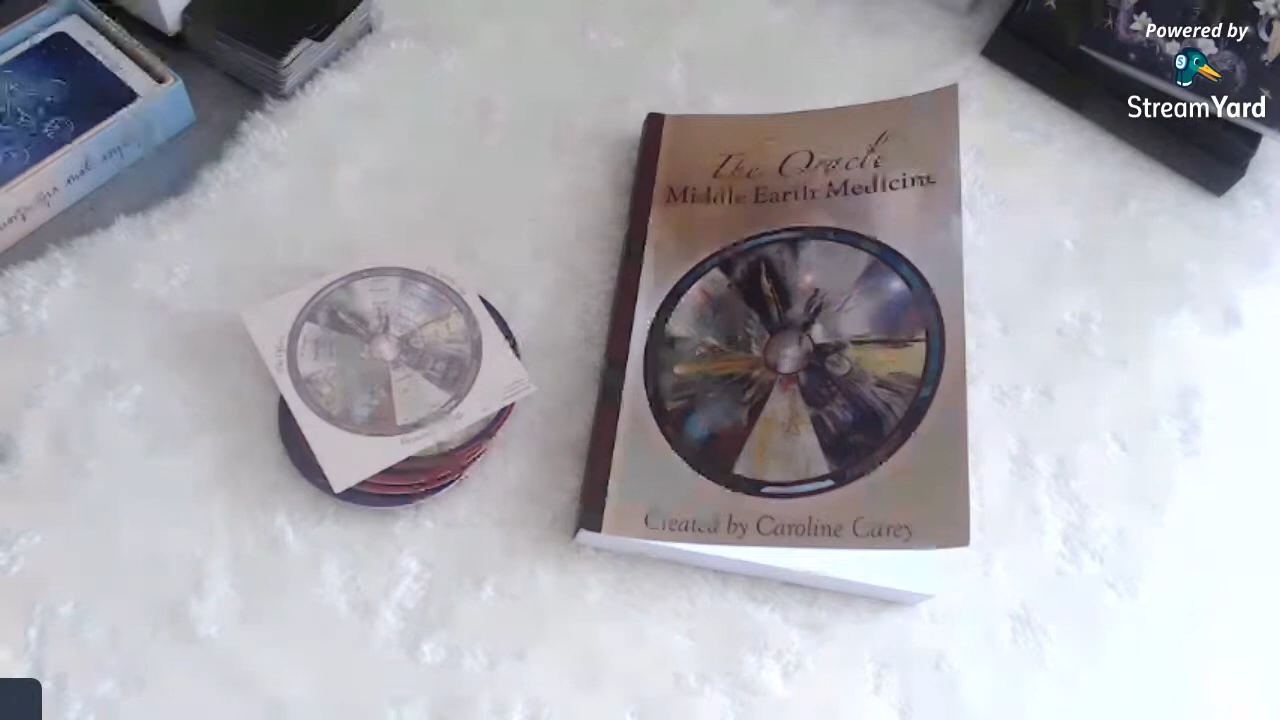 Powered by
StreamYard
The Oracle
Middle Earth Medicine
Created by Caroline Carey